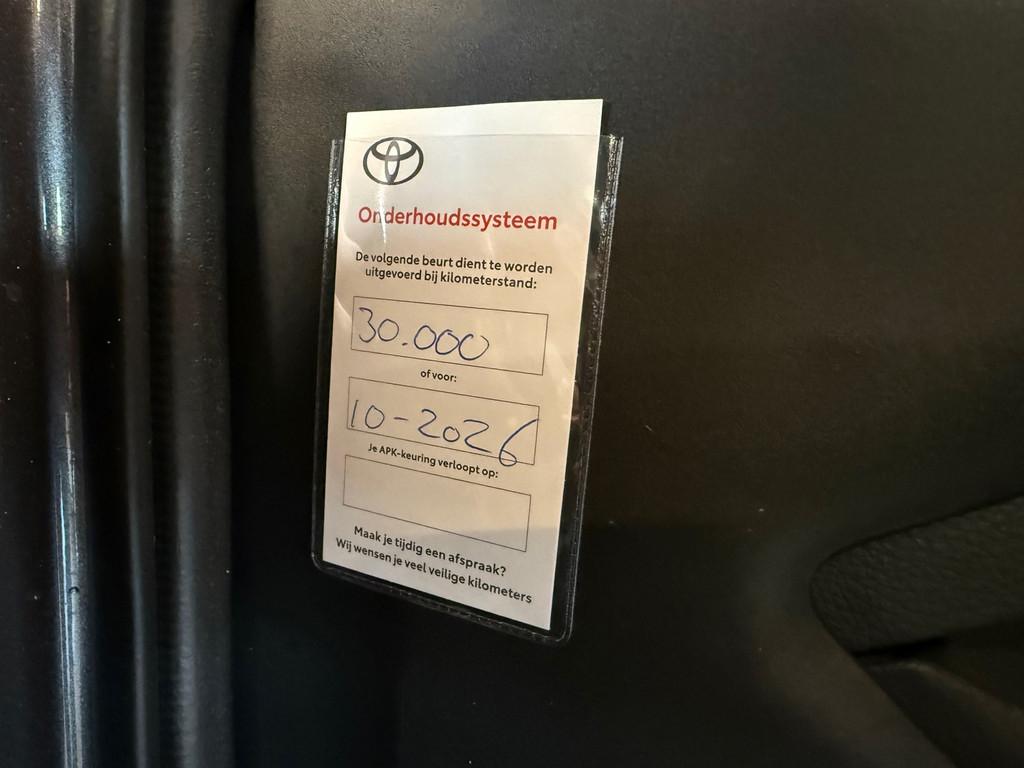 Onderhoudssysteem
De volgende beurt dient te worden
uitgevoerd bij kilometerstand:
30.000
of voor:
10-2026
Je APK-keuring verloopt op:
Maak je tijdig een afspraak?
Wij wensen je veel veilige kilometers